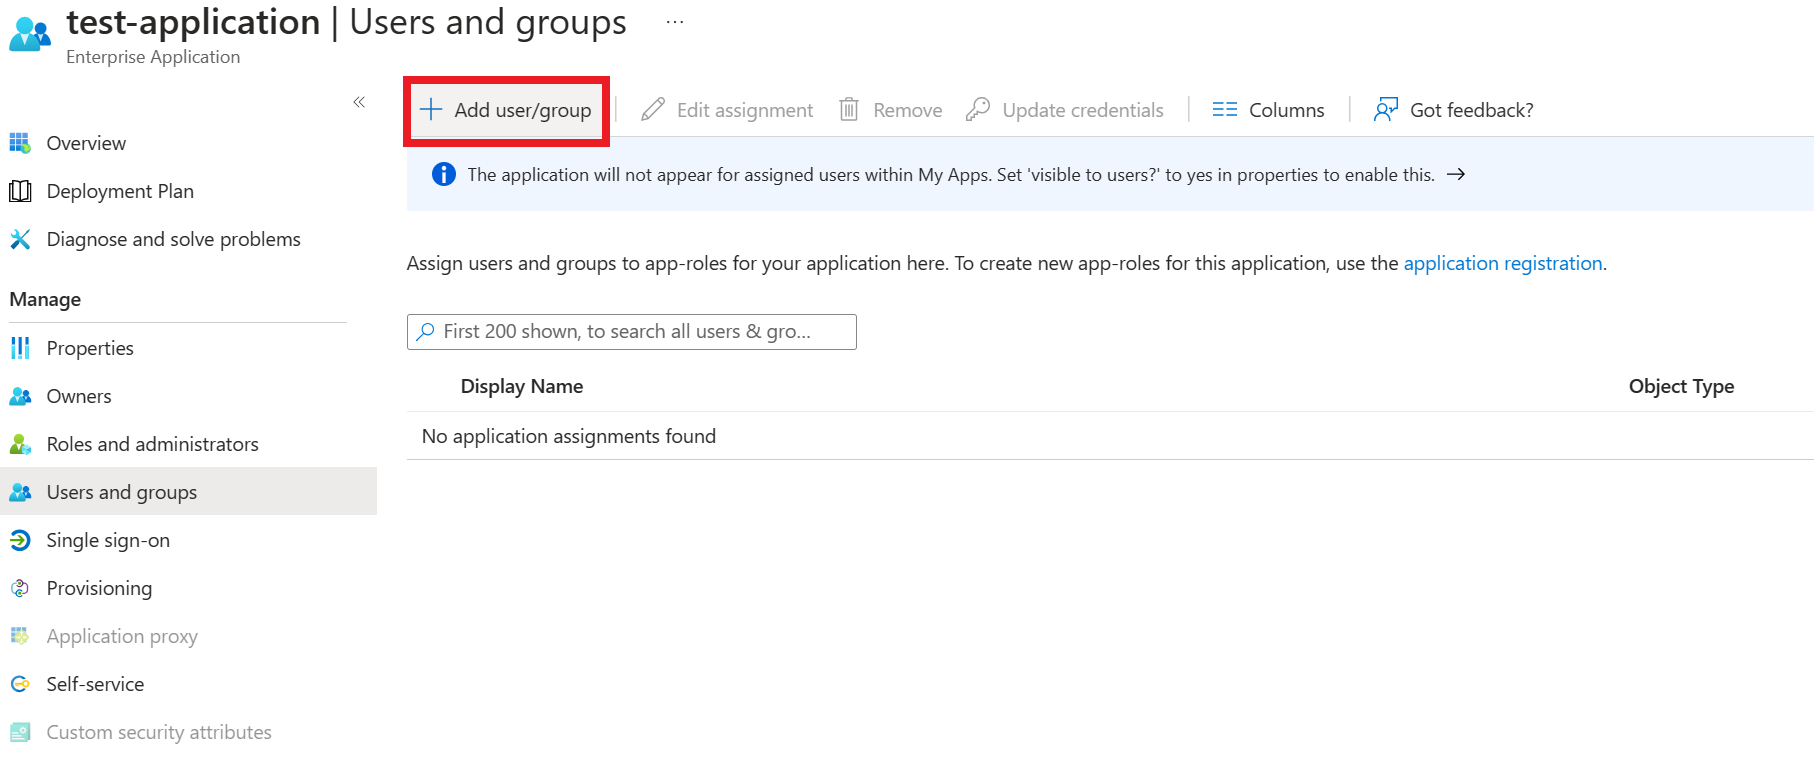 test-application | Users and groups ...
Enterprise Application
Overview
Deployment Plan
Diagnose and solve problems
Manage
Properties
Owners
Roles and administrators
Users and groups
Single sign-on
Provisioning
Application proxy
Self-service
Custom security attributes
Add user/group Edit assignment Remove Update credentials Columns Got feedback?
The application will not appear for assigned users within My Apps. Set 'visible to users?' to yes in properties to enable this. →
Assign users and groups to app-roles for your application here. To create new app-roles for this application, use the application registration.
First 200 shown, to search all users & gro...
Display Name Object Type
No application assignments found